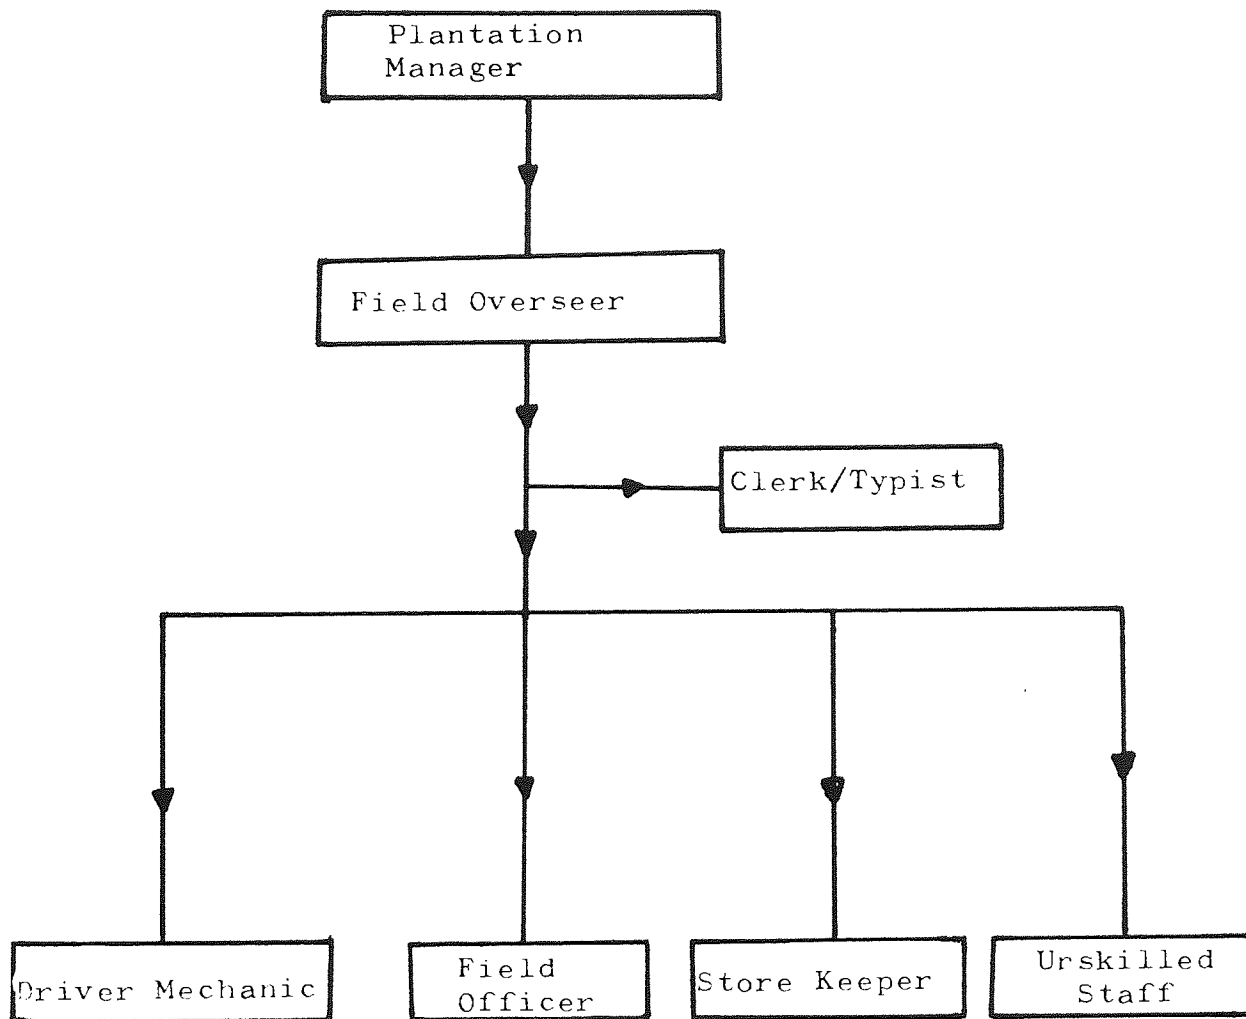 Plantation
Manager
Field Overseer
Clerk/Typist
Driver Mechanic
Field
Officer
Store Keeper
Urskilled
Staff